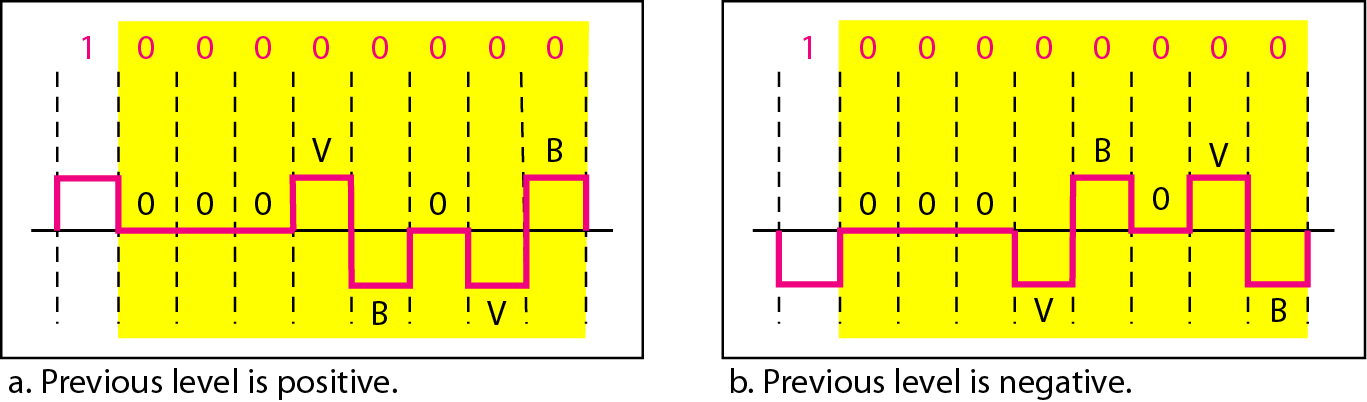 1 0 0 0 0 0 0 0 0
V B
0 0 0 0
B V
a. Previous level is positive.
1 0 0 0 0 0 0 0 0
B V
0 0 0 0
V B
b. Previous level is negative.